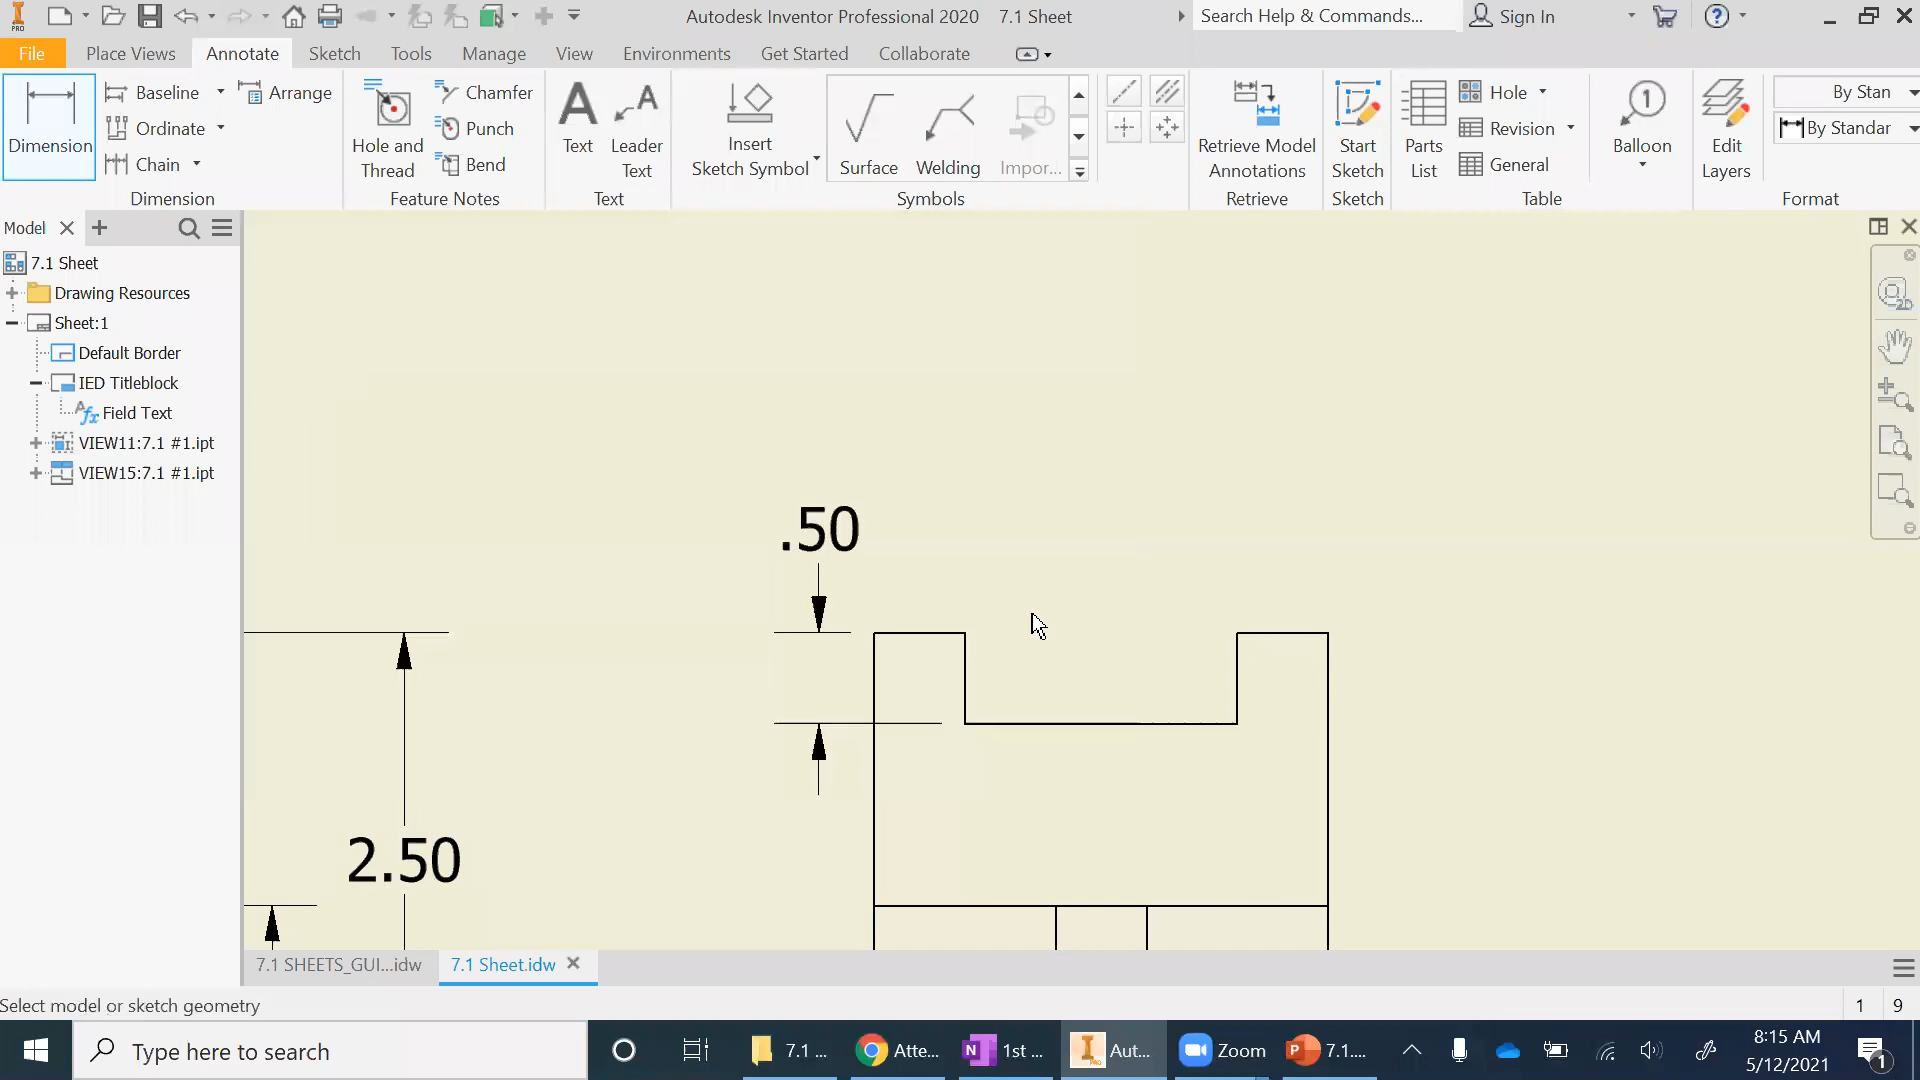 PRO
Autodesk Inventor Professional 2020 7.1 Sheet
Search Help & Commands...
Sign In
File Place Views Annotate Sketch Tools Manage View Environments Get Started Collaborate
Dimension
Baseline
Arrange
Ordinate
Chain
Dimension
Hole and
Thread
Chamfer
Punch
Bend
Feature Notes
Text
Leader
Text
Text
Insert
Sketch Symbol
Surface
Welding
Impor...
Symbols
Retrieve Model
Annotations
Retrieve
Start
Sketch
Sketch
Parts
List
Hole
Revision
General
Table
1
Balloon
Edit
Layers
By Stan
By Standar
Format
Model
7.1 Sheet
Drawing Resources
Sheet:1
Default Border
IED Titleblock
Field Text
VIEW11:7.1 #1.ipt
VIEW15:7.1 #1.ipt
2D
.50
2.50
7.1 SHEETS_GUI...idw
7.1 Sheet.idw
Select model or sketch geometry
1 9
Type here to search
7.1 ...
Atte...
1st ...
Aut...
Zoom
7.1....
8:15 AM
5/12/2021
1